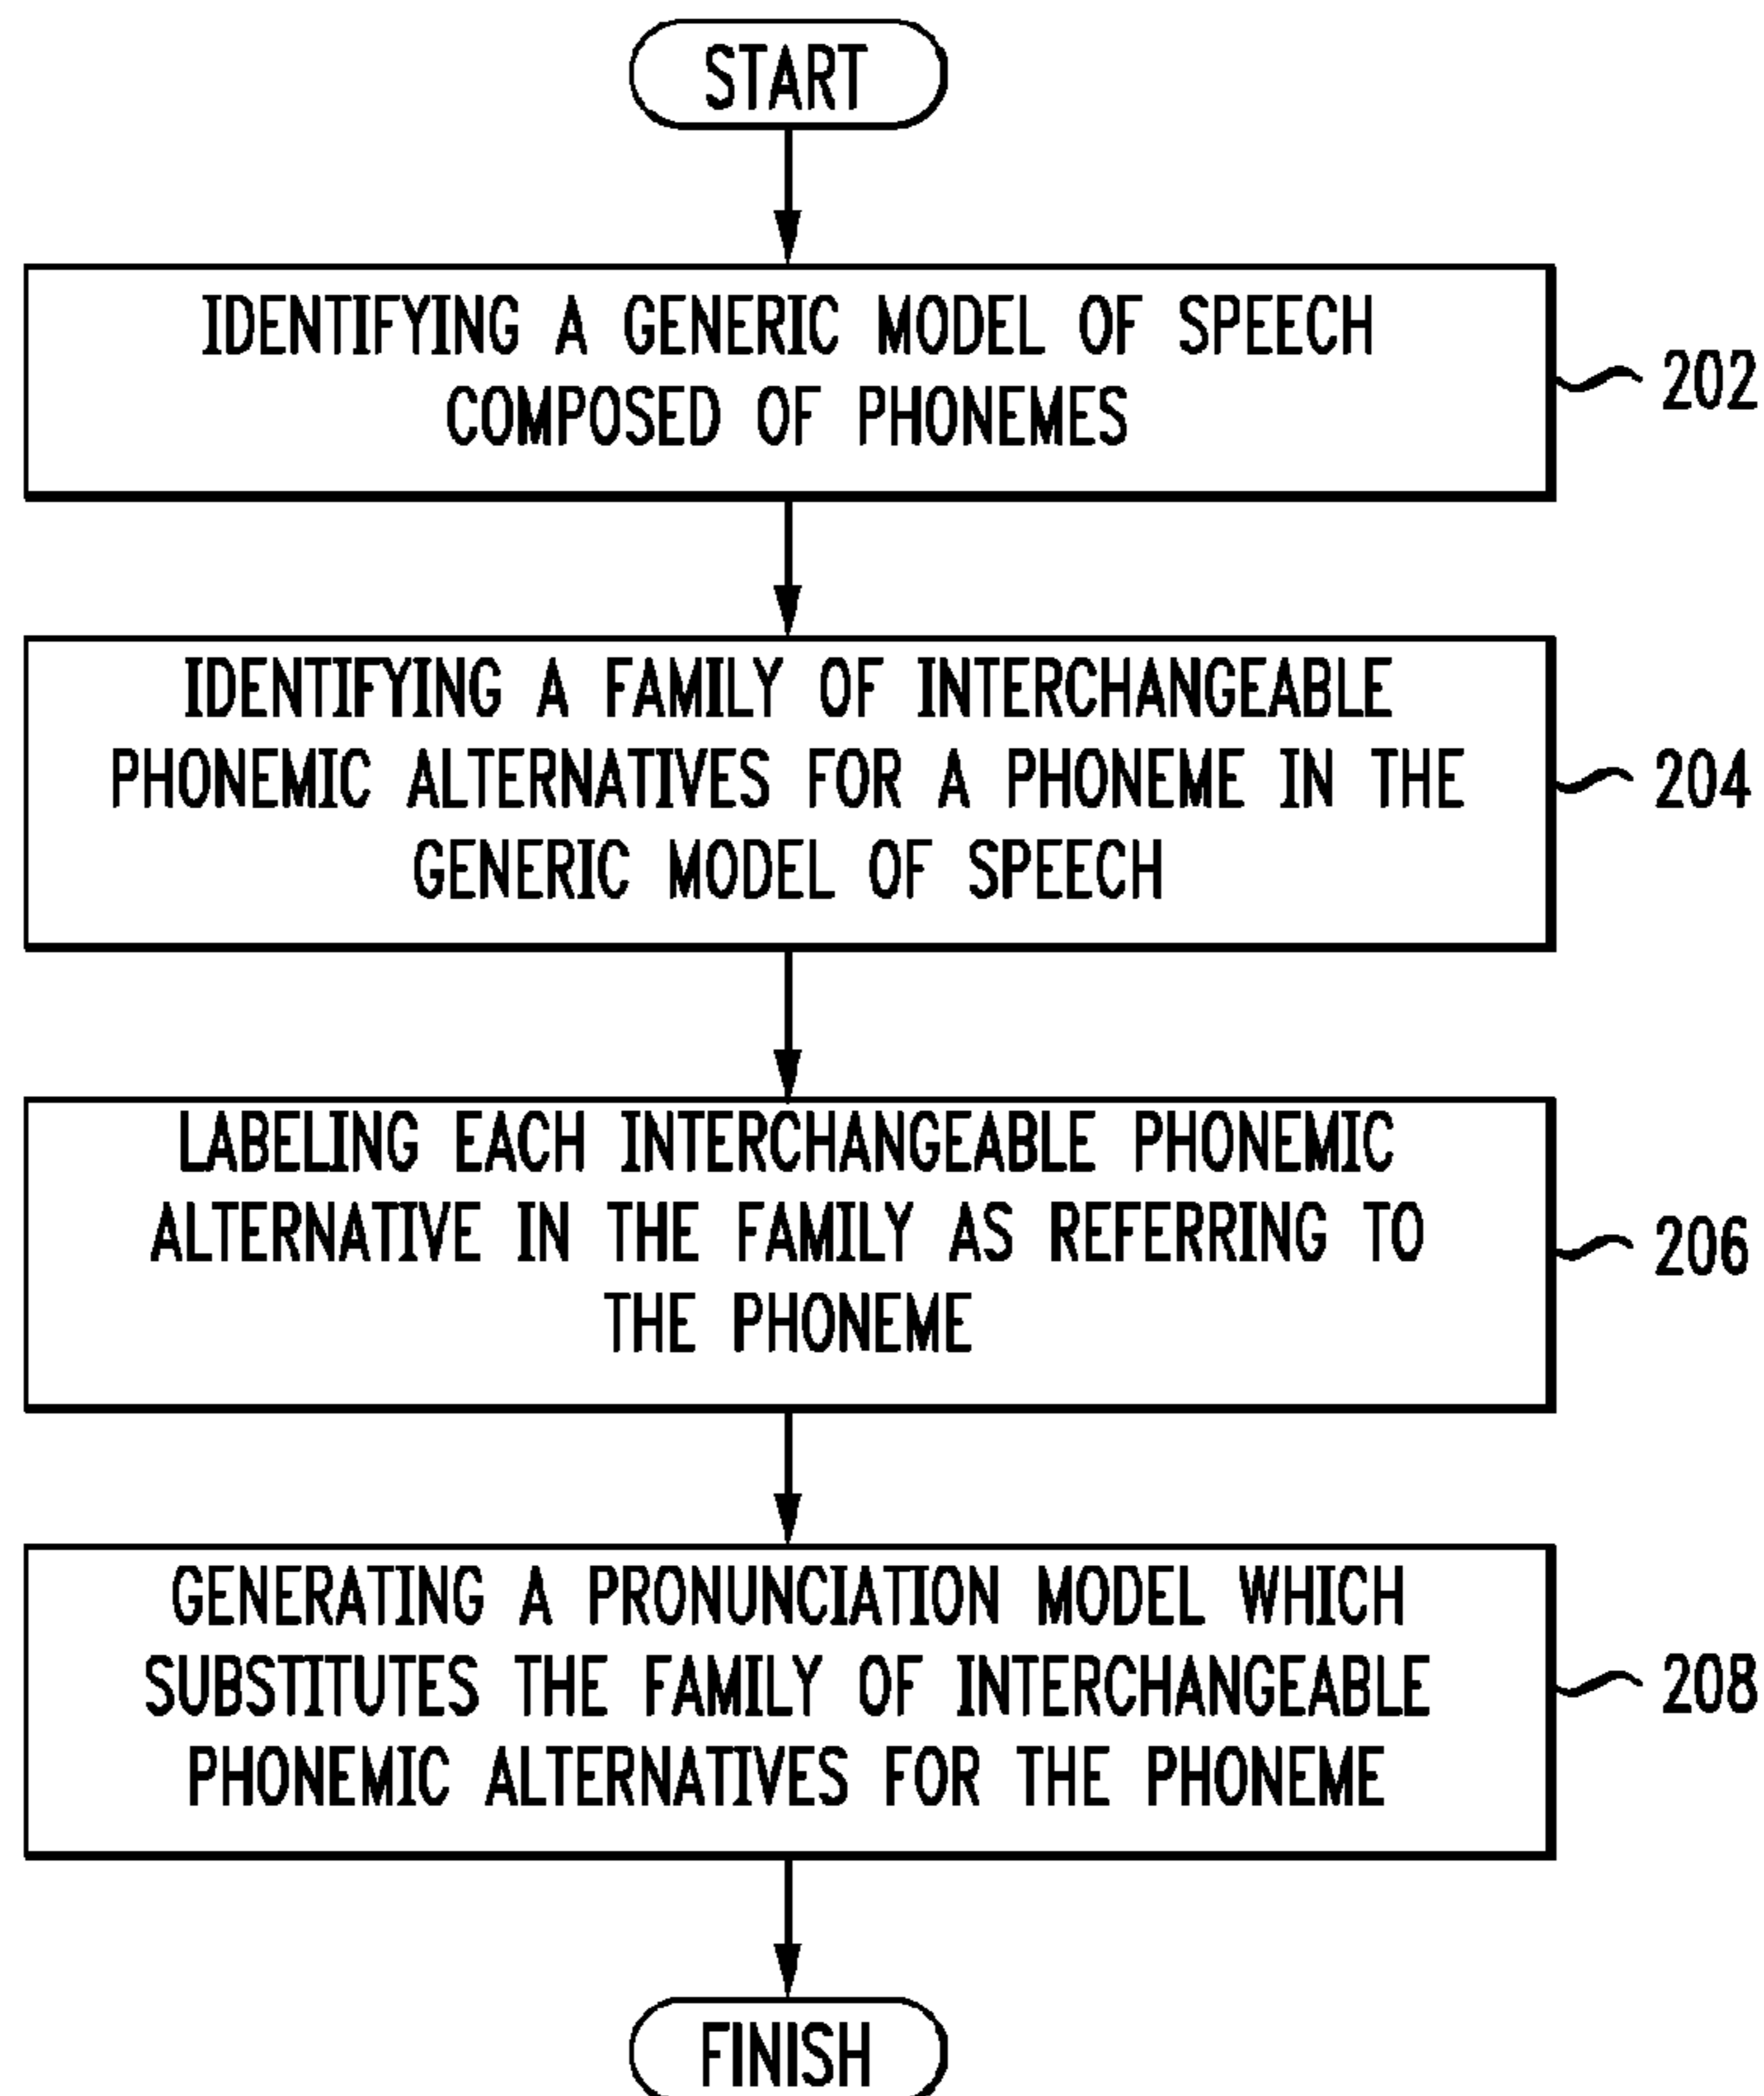 START
IDENTIFYING A GENERIC MODEL OF SPEECH
COMPOSED OF PHONEMES
202
IDENTIFYING A FAMILY OF INTERCHANGEABLE
PHONEMIC ALTERNATIVES FOR A PHONEME IN THE
GENERIC MODEL OF SPEECH
204
LABELING EACH INTERCHANGEABLE PHONEMIC
ALTERNATIVE IN THE FAMILY AS REFERRING TO
THE PHONEME
206
GENERATING A PRONUNCIATION MODEL WHICH
SUBSTITUTES THE FAMILY OF INTERCHANGEABLE
PHONEMIC ALTERNATIVES FOR THE PHONEME
208
FINISH